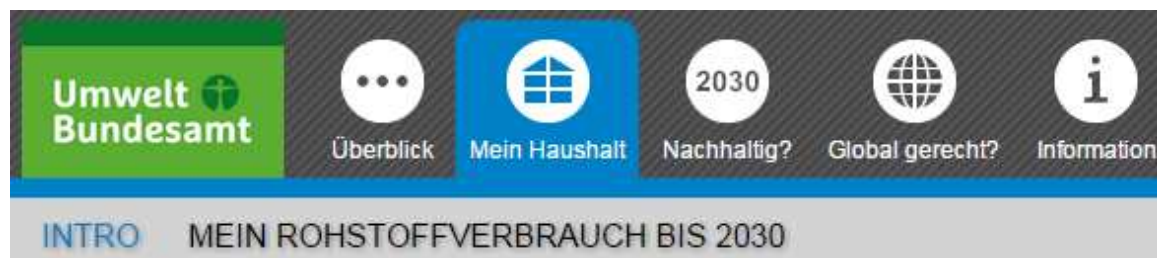 Umwelt
Bundesamt
Überblick
Mein Haushalt
2030
Nachhaltig?
Global gerecht?
i
Information
INTRO MEIN ROHSTOFFVERBRAUCH BIS 2030